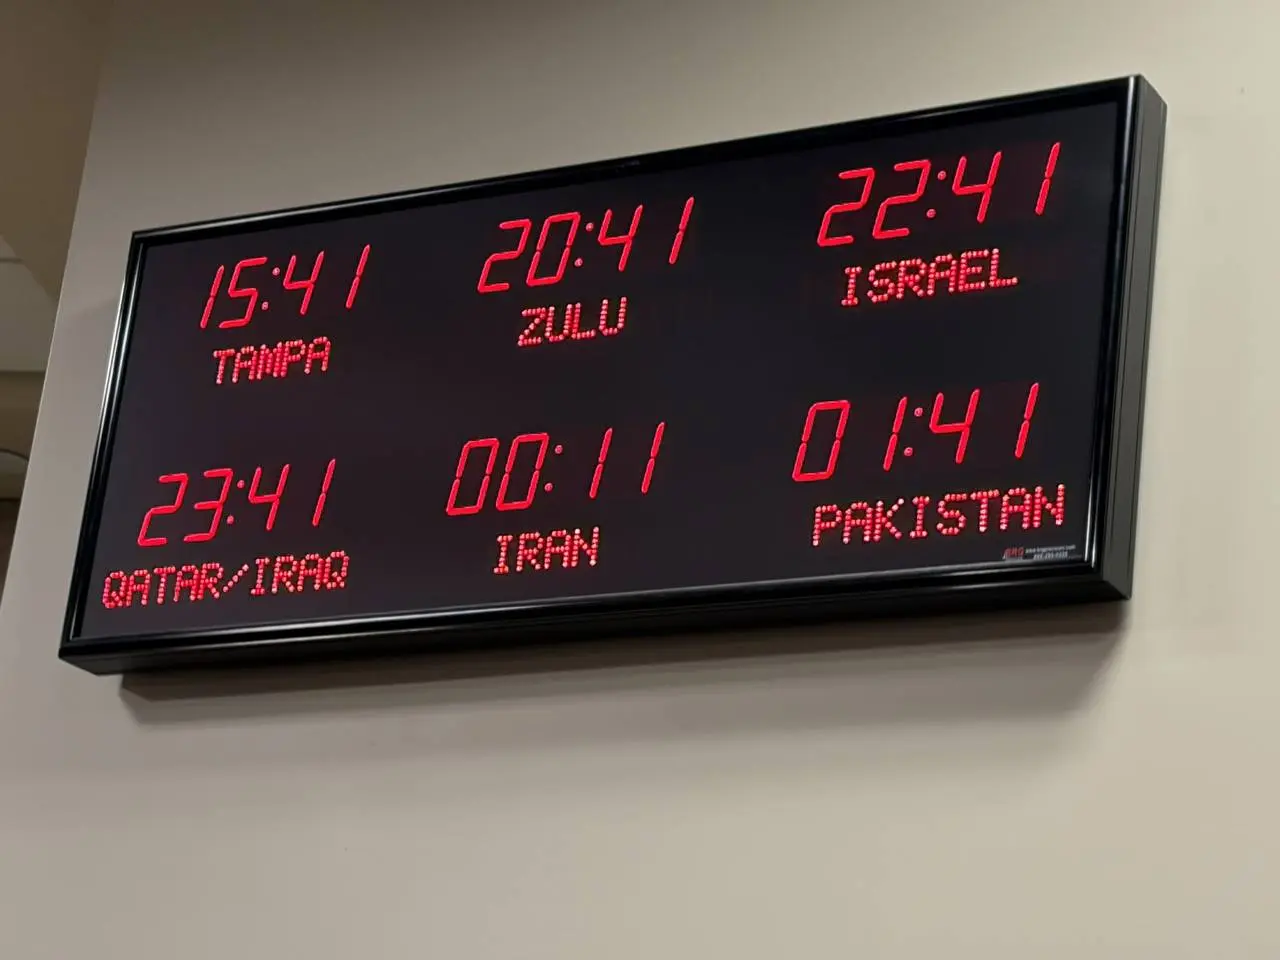 15:41 20:41 22:41
TAMPA ZULU ISRAEL
23:41 00:11 01:41
QATAR/IRAQ IRAN PAKISTAN
BRG